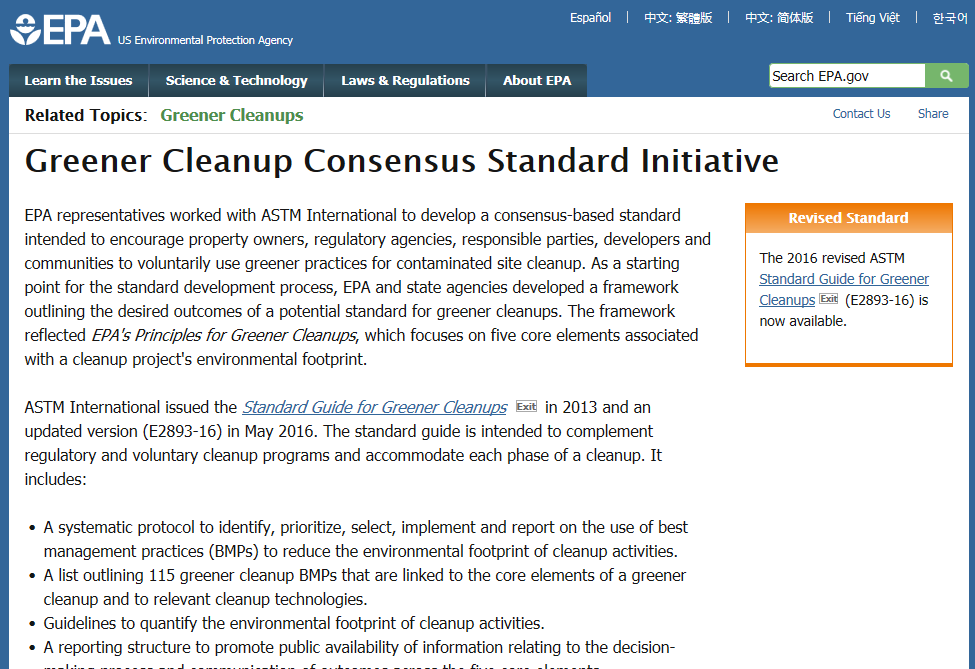 EPA US Environmental Protection Agency
Español | 中文: 繁體版 | 中文: 简体版 | Tiếng Việt | 한국어
Learn the Issues
Science & Technology
Laws & Regulations
About EPA
Search EPA.gov
Related Topics: Greener Cleanups
Contact Us
Share
Greener Cleanup Consensus Standard Initiative
EPA representatives worked with ASTM International to develop a consensus-based standard
intended to encourage property owners, regulatory agencies, responsible parties, developers and
communities to voluntarily use greener practices for contaminated site cleanup. As a starting
point for the standard development process, EPA and state agencies developed a framework
outlining the desired outcomes of a potential standard for greener cleanups. The framework
reflected EPA's Principles for Greener Cleanups, which focuses on five core elements associated
with a cleanup project's environmental footprint.
Revised Standard
The 2016 revised ASTM
Standard Guide for Greener
Cleanups Exit (E2893-16) is
now available.
ASTM International issued the Standard Guide for Greener Cleanups Exit in 2013 and an
updated version (E2893-16) in May 2016. The standard guide is intended to complement
regulatory and voluntary cleanup programs and accommodate each phase of a cleanup. It
includes:
• A systematic protocol to identify, prioritize, select, implement and report on the use of best
management practices (BMPs) to reduce the environmental footprint of cleanup activities.
• A list outlining 115 greener cleanup BMPs that are linked to the core elements of a greener
cleanup and to relevant cleanup technologies.
• Guidelines to quantify the environmental footprint of cleanup activities.
• A reporting structure to promote public availability of information relating to the decision-
making process and communication of outcomes across the five core elements.